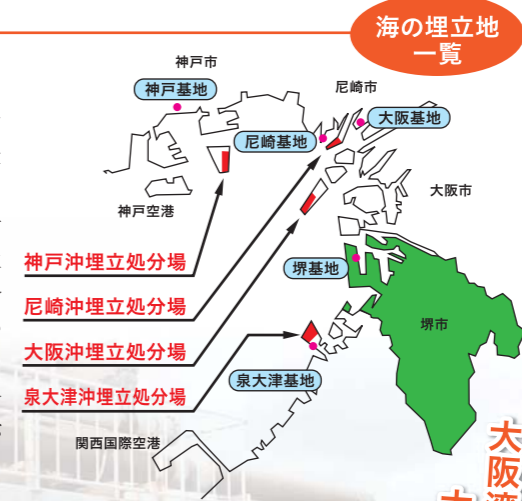 海の埋立地
一覧
神戸市
神戸基地
尼崎市
大阪基地
尼崎基地
大阪市
神戸空港
神戸沖埋立処分場
堺基地
尼崎沖埋立処分場
堺市
大阪沖埋立処分場
泉大津基地
泉大津沖埋立処分場
関西国際空港
大阪湾